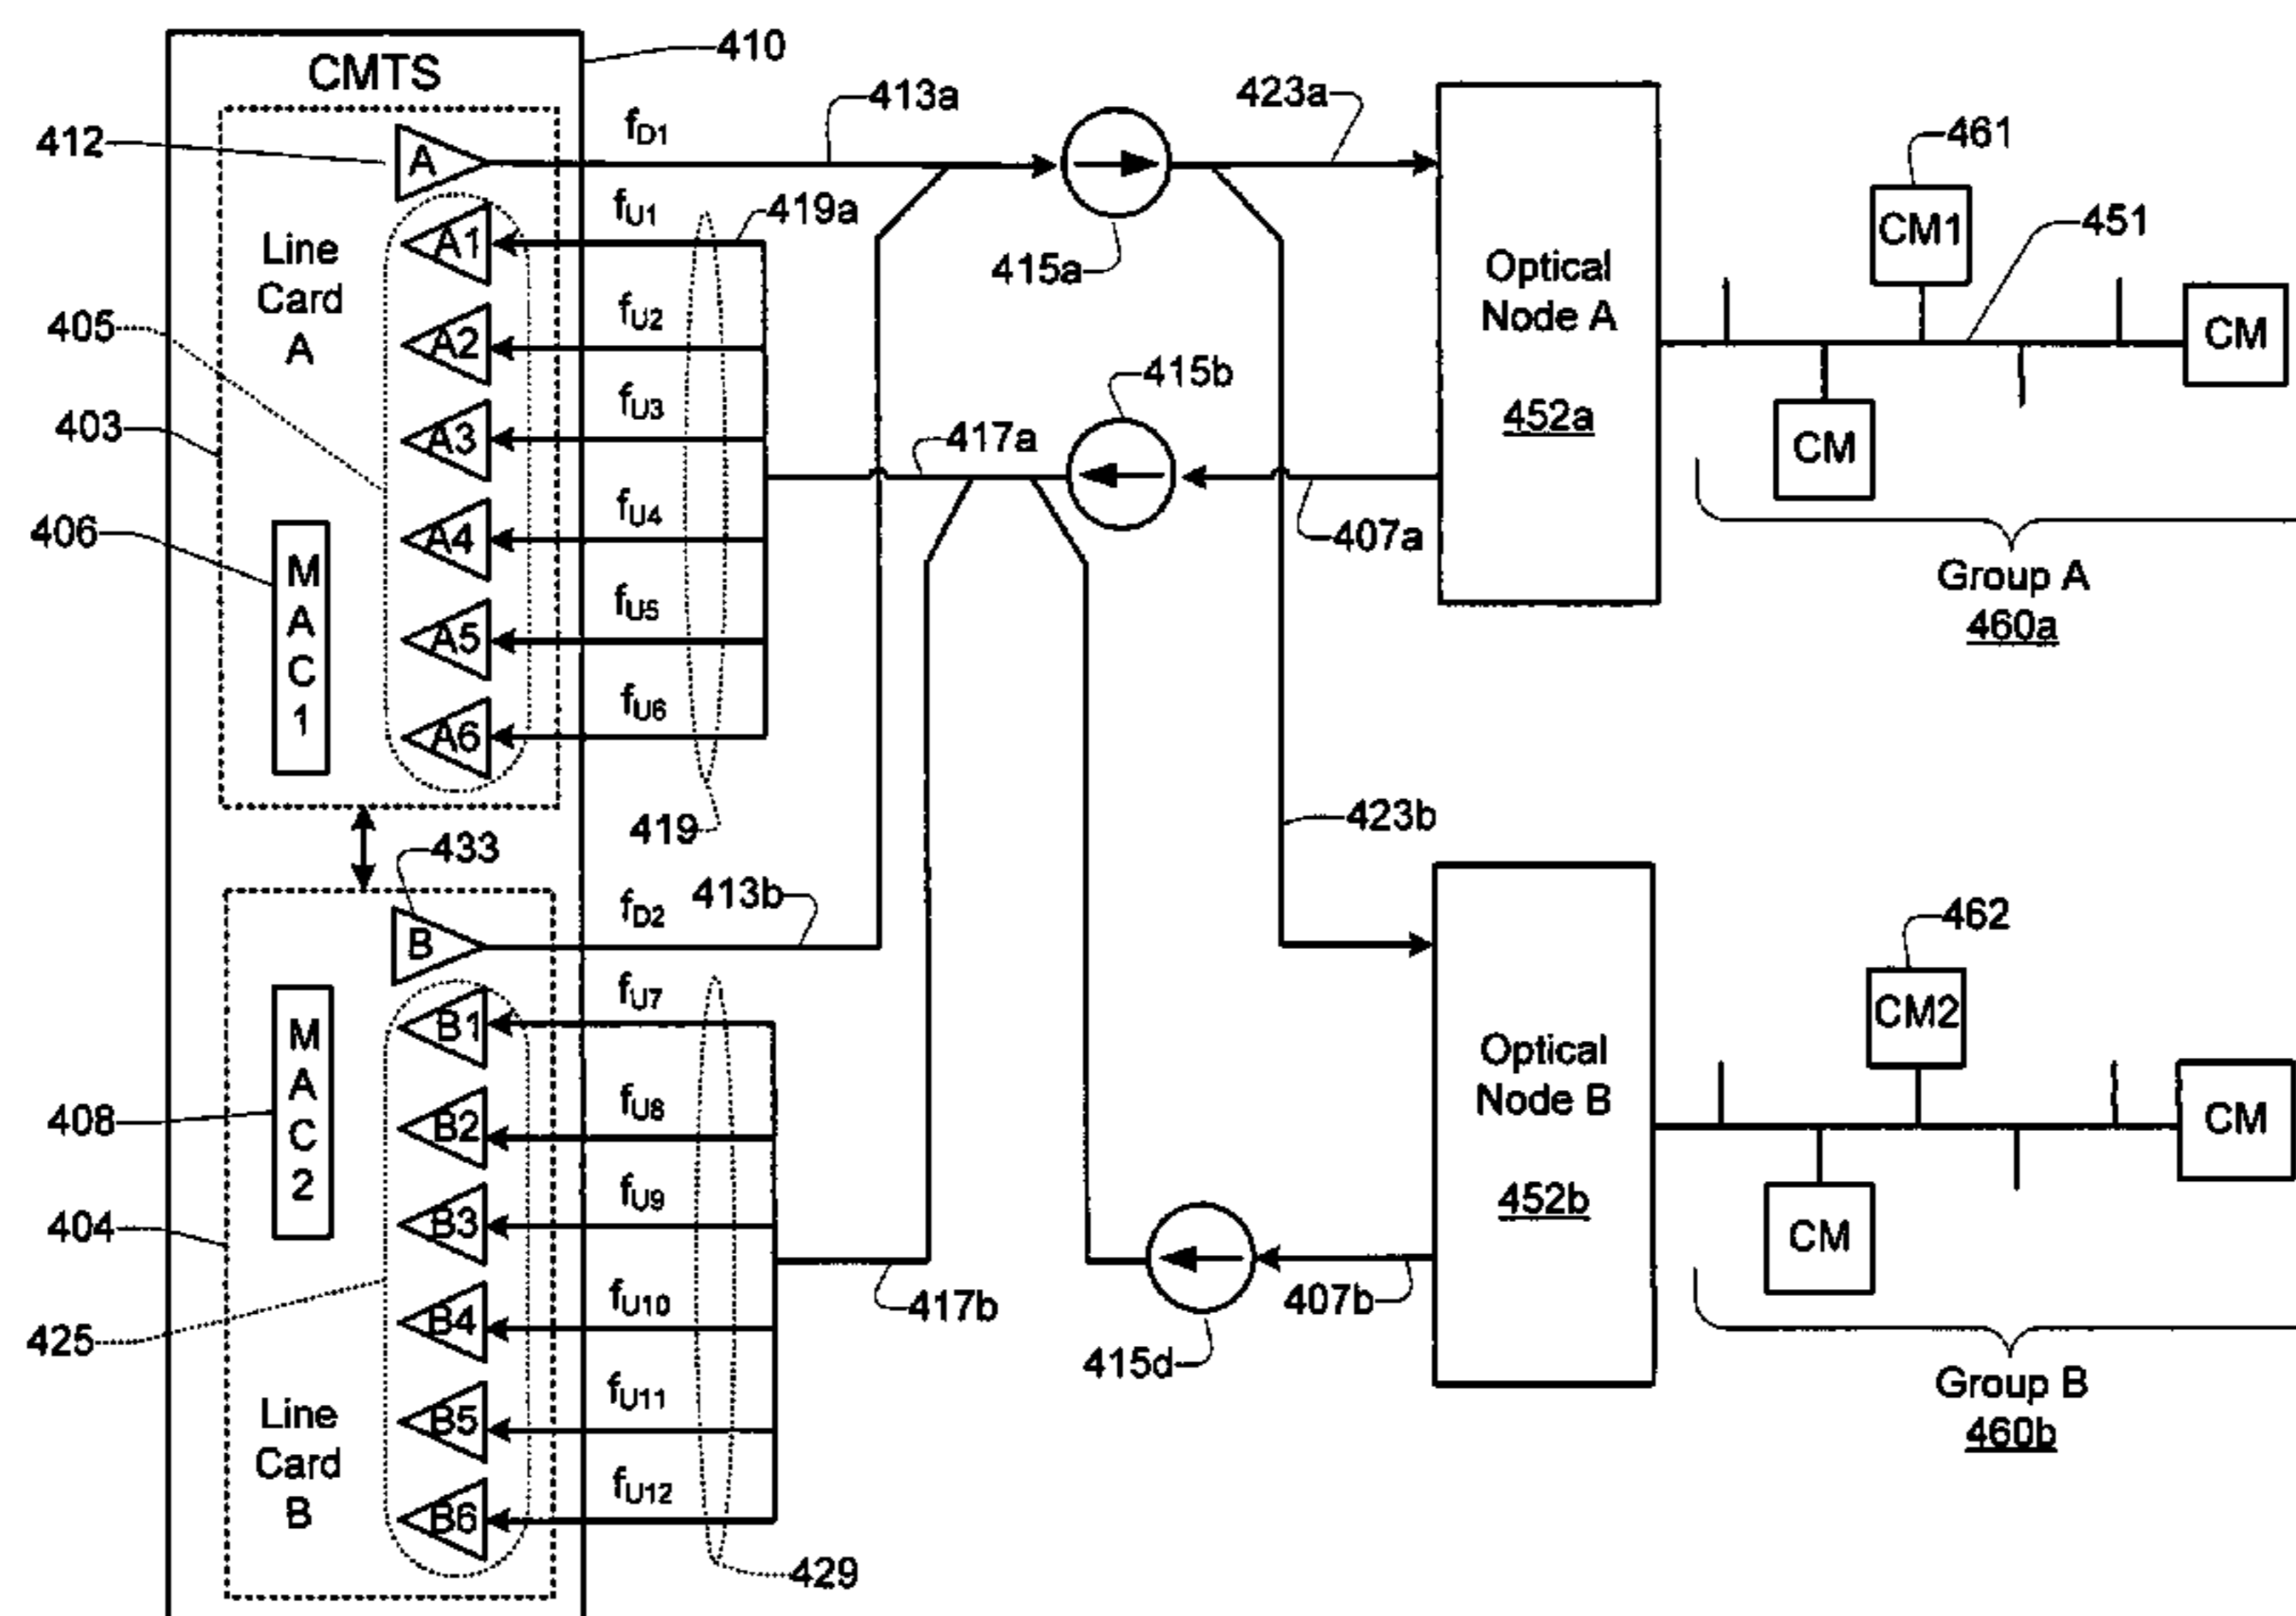 CMTS
410
412
A
fD1
413a
423a
415a
Line
Card
A
A1
fU1
419a
A2
fU2
A3
fU3
A4
fU4
A5
fU5
A6
fU6
405
403
406
M
A
C
1
419
417a
415b
407a
Optical
Node A
452a
461
CM1
451
CM
CM
Group A
460a
433
B
fD2
413b
423b
B1
fU7
B2
fU8
B3
fU9
B4
fU10
B5
fU11
B6
fU12
M
A
C
2
408
404
425
Line
Card
B
429
417b
415d
407b
Optical
Node B
452b
462
CM2
CM
CM
Group B
460b